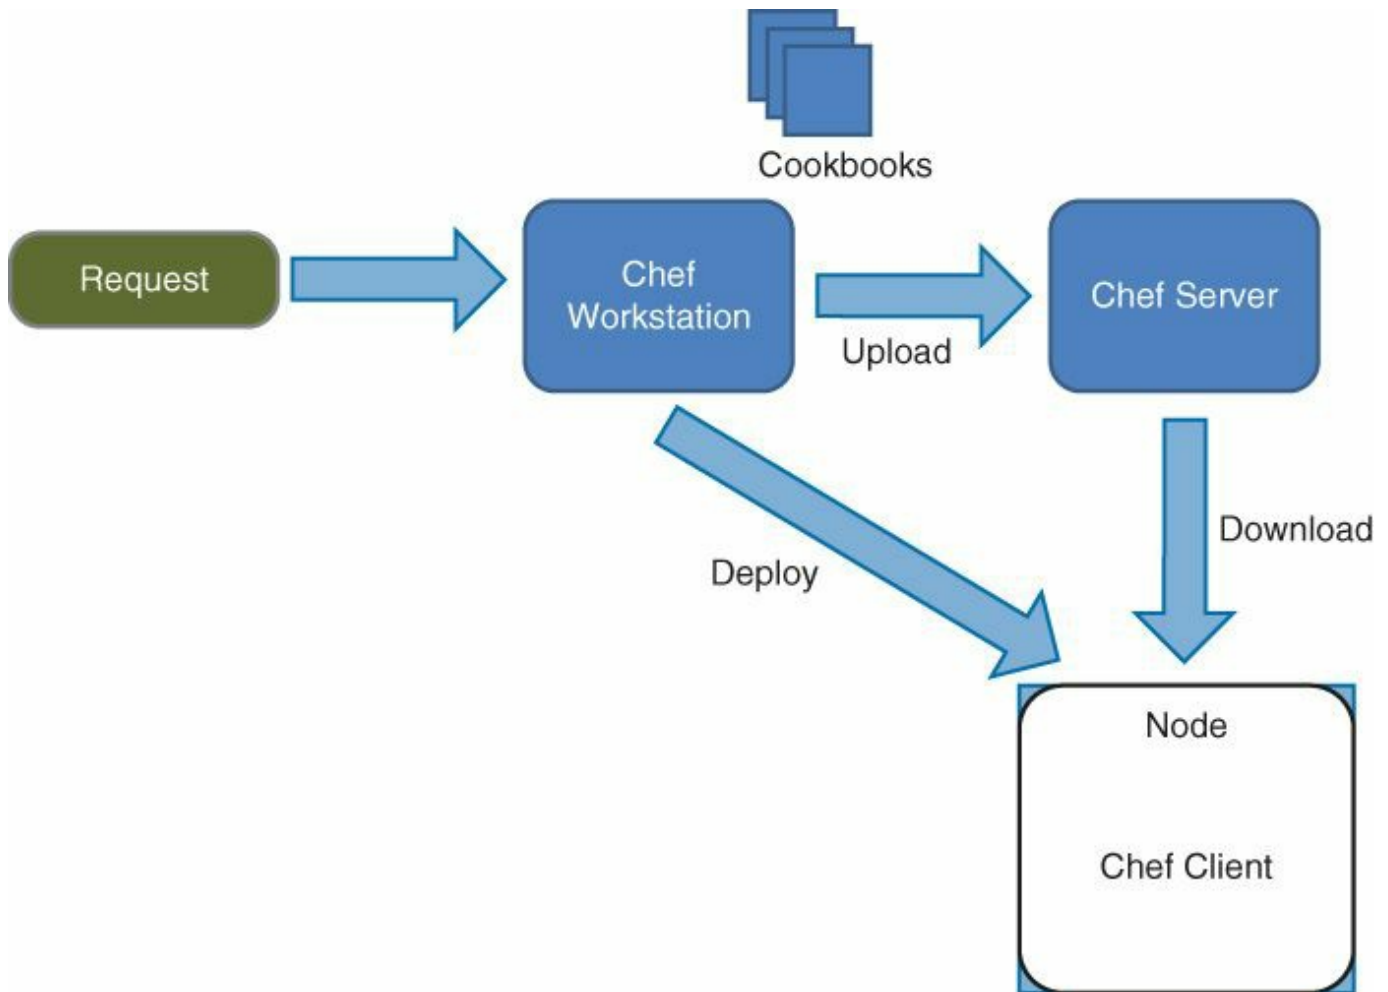 Cookbooks
Request
Chef
Workstation
Upload
Chef Server
Deploy
Download
Node
Chef Client